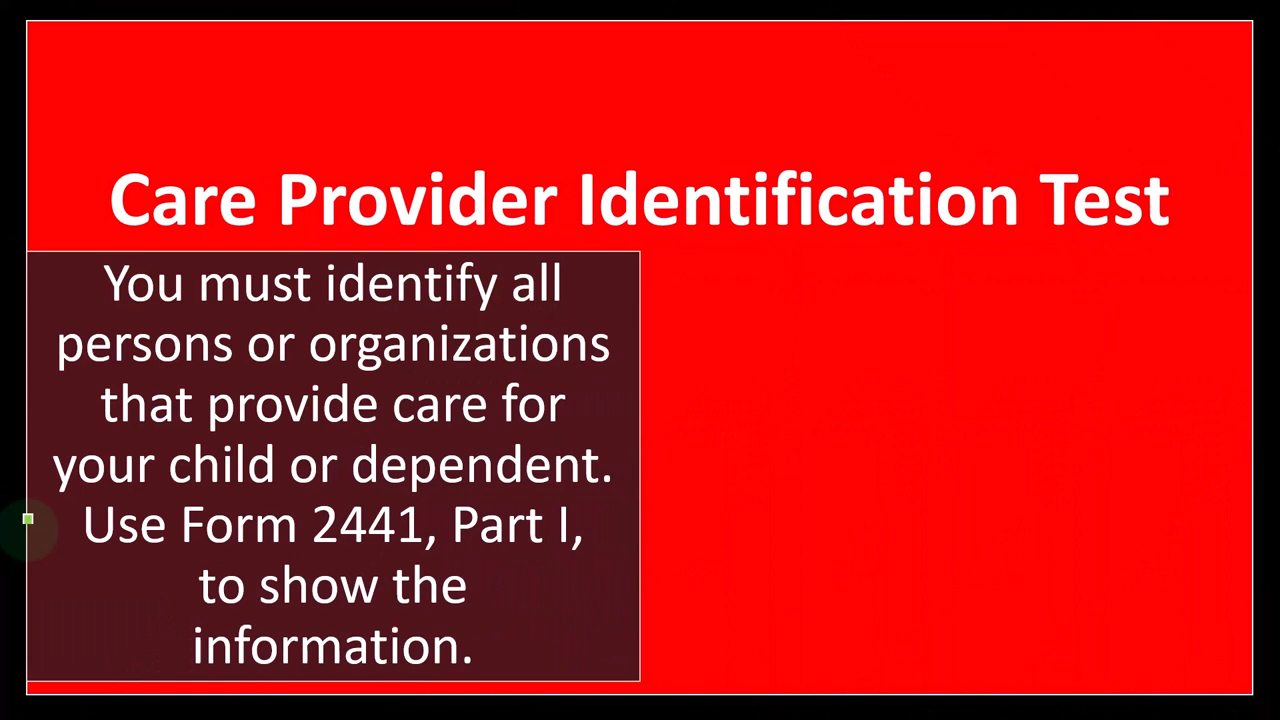 Care Provider Identification Test
You must identify all
persons or organizations
that provide care for
your child or dependent.
Use Form 2441, Part I,
to show the
information.